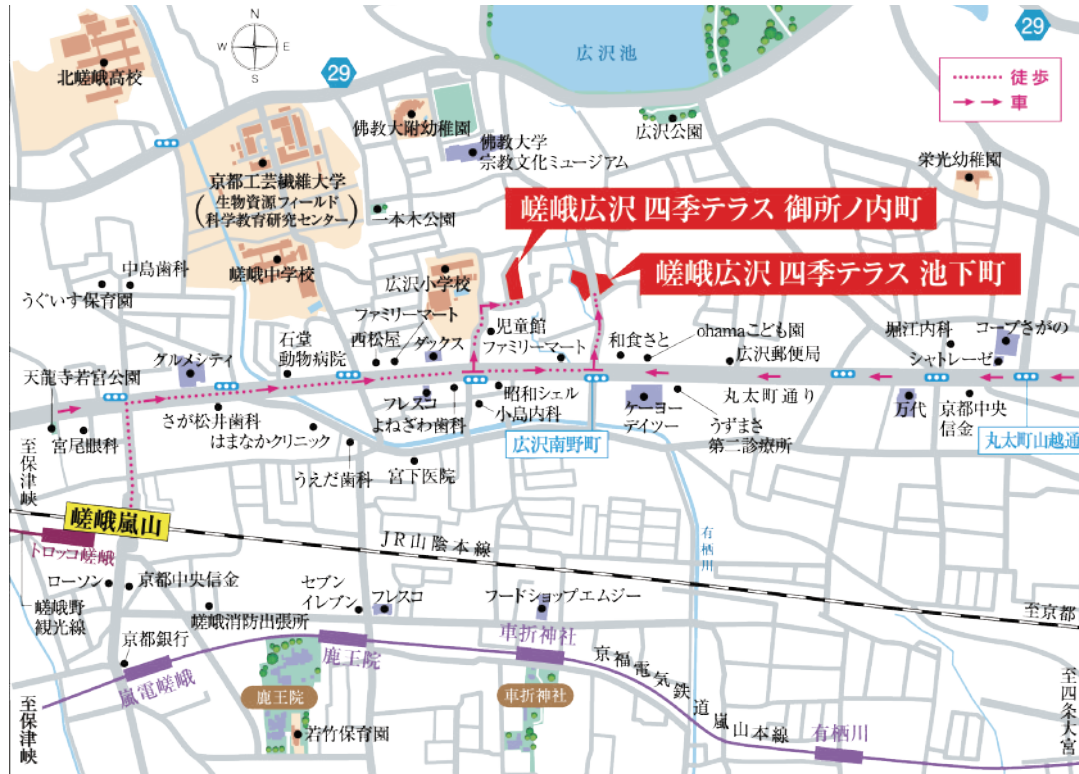 N
W
E
S
29
29
広沢池
徒歩
車
北嵯峨高校
佛教大附幼稚園
佛教大学
宗教文化ミュージアム
広沢公園
栄光幼稚園
京都工芸繊維大学
(生物資源フィールド
科学教育研究センター)
一本木公園
嵯峨広沢 四季テラス 御所ノ内町
嵯峨広沢 四季テラス 池下町
中島歯科
うぐいす保育園
嵯峨中学校
広沢小学校
ファミリーマート
西松屋
ダックス
児童館
ファミリーマート
和食さと
ohamaこども園
広沢郵便局
堀江内科
コープさがの
シャトレーゼ
石堂
動物病院
グルメシティ
天龍寺若宮公園
丸太町通り
フレスコ
よねざわ歯科
昭和シェル
小島内科
ケーヨー
デイツー
うずまさ
第二診療所
万代
京都中央
信金
丸太町山越通
広沢南野町
さが松井歯科
はまなかクリニック
うえだ歯科
宮下医院
宮尾眼科
至保津峡
嵯峨嵐山
トロッコ嵯峨
JR山陰本線
有栖川
至京都
ローソン
京都中央信金
嵯峨野
観光線
嵯峨消防出張所
セブン
イレブン
フレスコ
フードショップエムジー
京都銀行
嵐電嵯峨
鹿王院
車折神社
京福電気鉄道嵐山本線
有栖川
至四条大宮
鹿王院
車折神社
若竹保育園
至保津峡